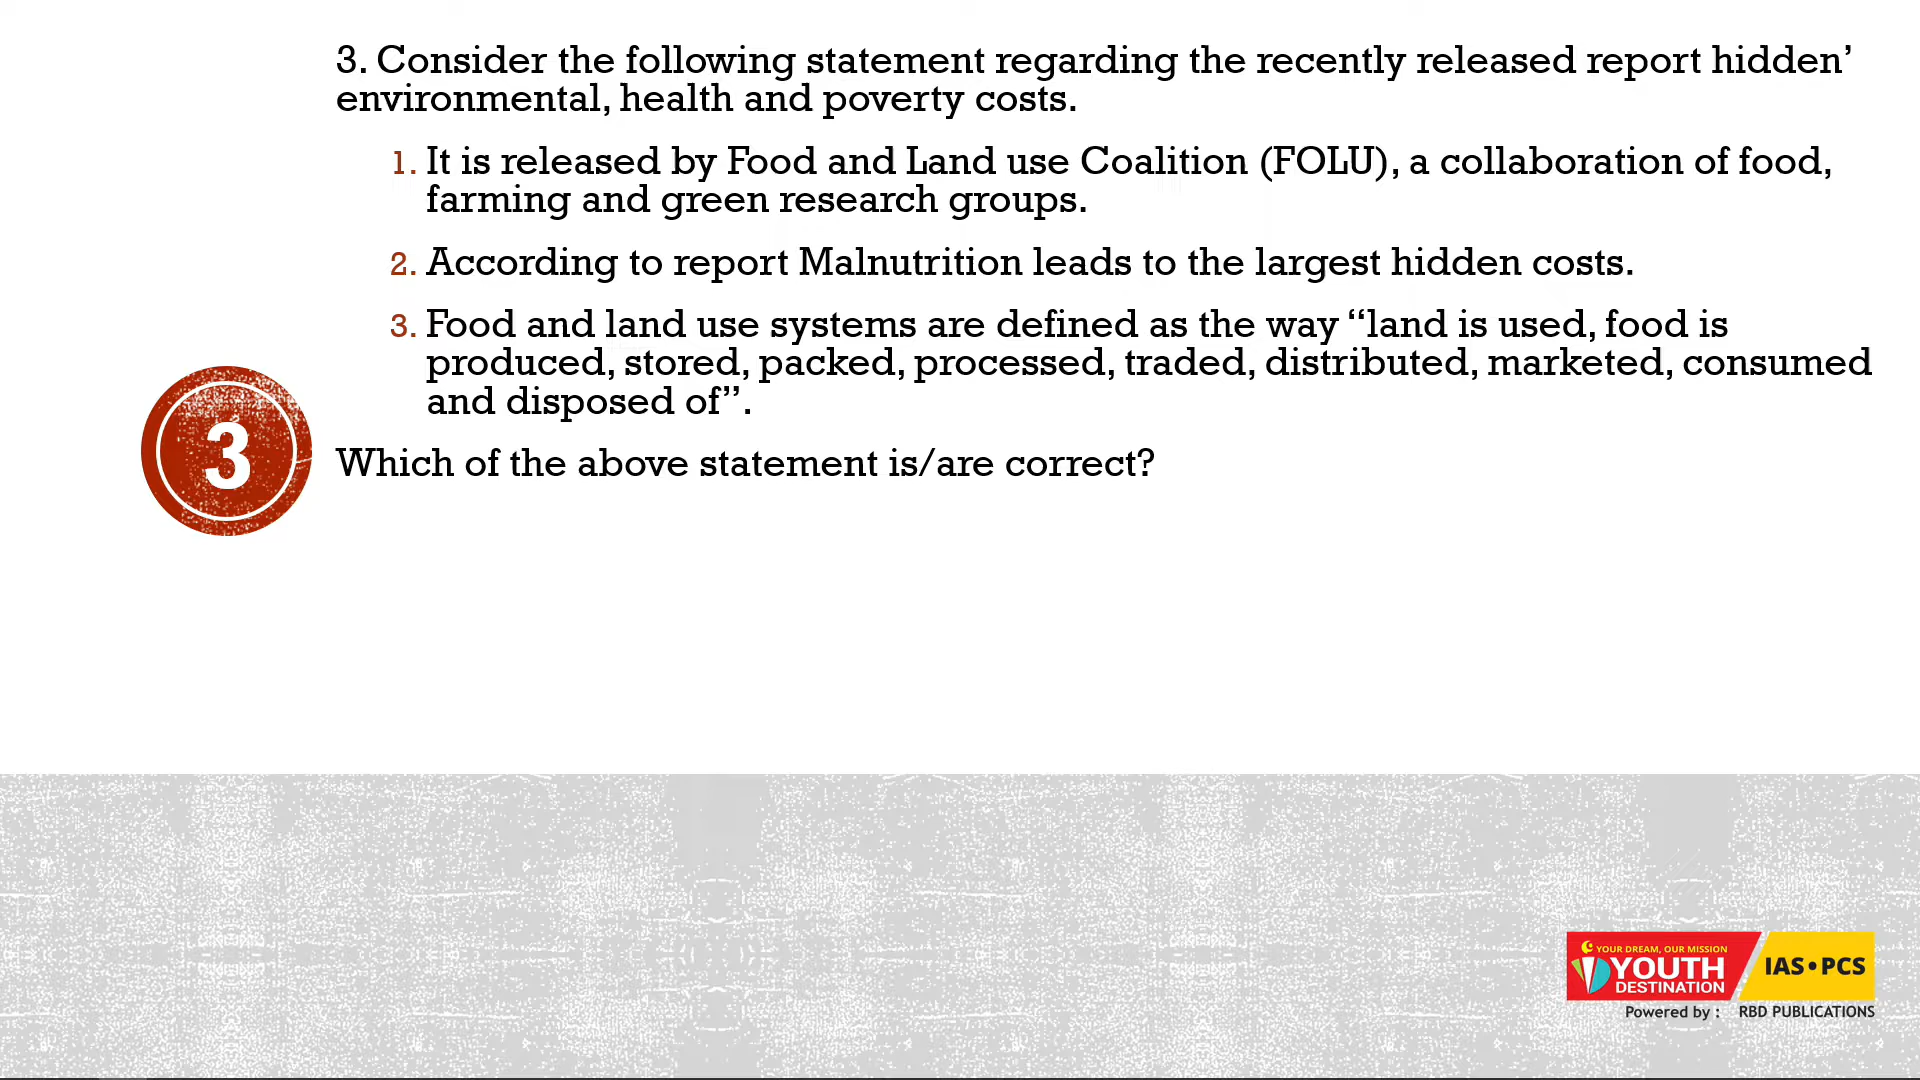 3. Consider the following statement regarding the recently released report hidden’
environmental, health and poverty costs.
1. It is released by Food and Land use Coalition (FOLU), a collaboration of food,
farming and green research groups.
2. According to report Malnutrition leads to the largest hidden costs.
3. Food and land use systems are defined as the way “land is used, food is
produced, stored, packed, processed, traded, distributed, marketed, consumed
and disposed of”.
3
Which of the above statement is/are correct?
YOUR DREAM, OUR MISSION
YOUTH
DESTINATION
IAS•PCS
Powered by : RBD PUBLICATIONS